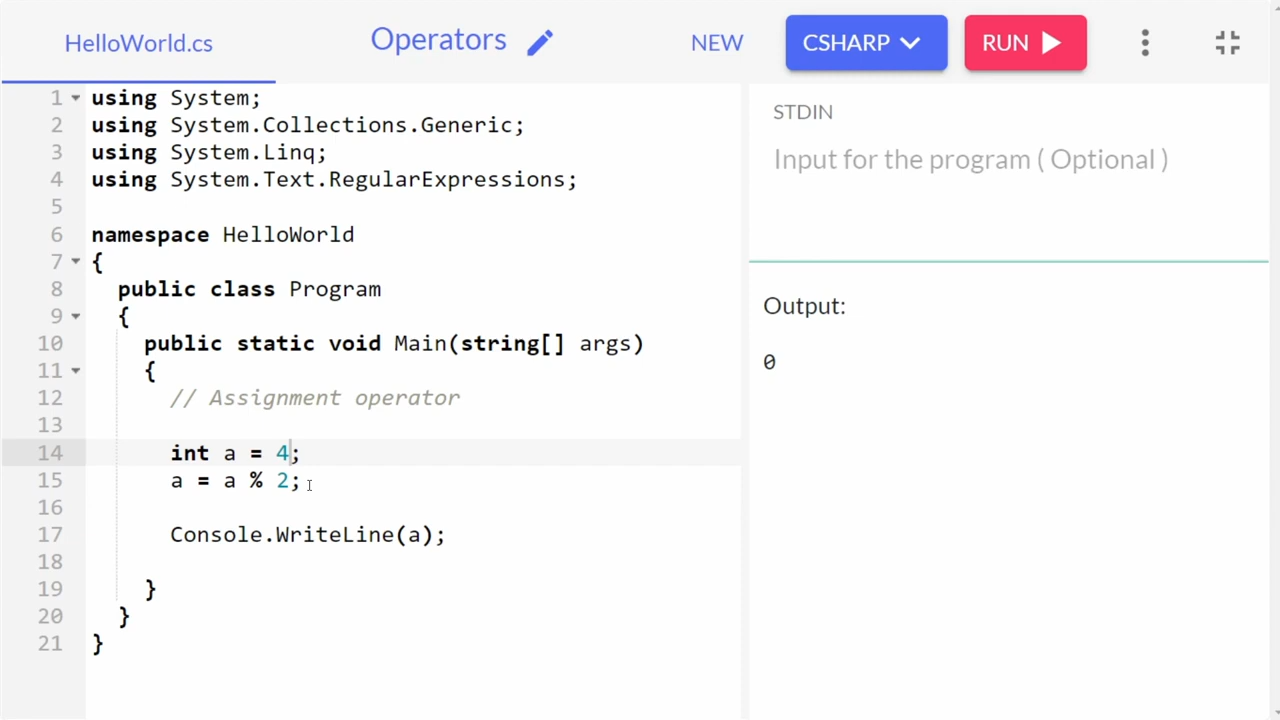 HelloWorld.cs
Operators
NEW
CSHARP
RUN
1 using System;
2 using System.Collections.Generic;
3 using System.Linq;
4 using System.Text.RegularExpressions;
5
6 namespace HelloWorld
7 {
8 public class Program
9 {
10 public static void Main(string[] args)
11 {
12 // Assignment operator
13
14 int a = 4;
15 a = a % 2;
16
17 Console.WriteLine(a);
18
19 }
20 }
21 }
STDIN
Input for the program ( Optional )
Output:
0